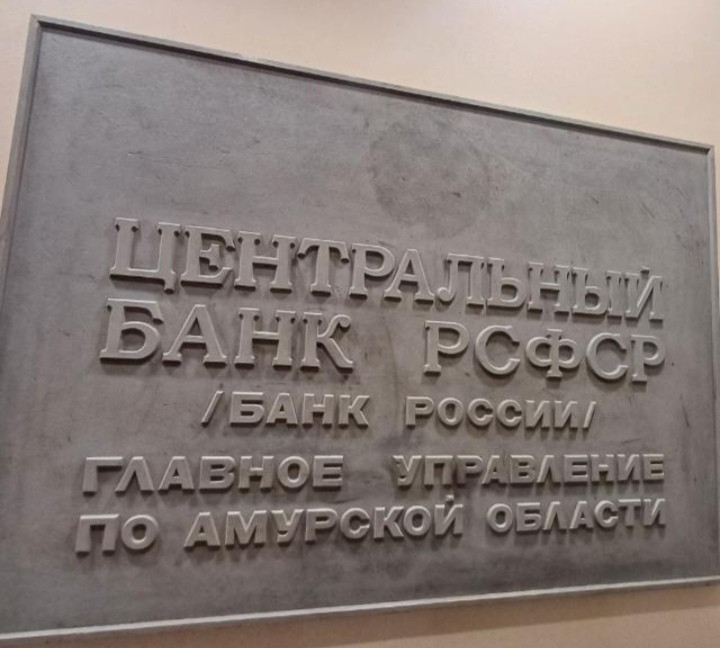 ЦЕНТРАЛЬНЫЙ
БАНК РСФСР
/БАНК РОССИИ/
ГЛАВНОЕ УПРАВЛЕНИЕ
ПО АМУРСКОЙ ОБЛАСТИ